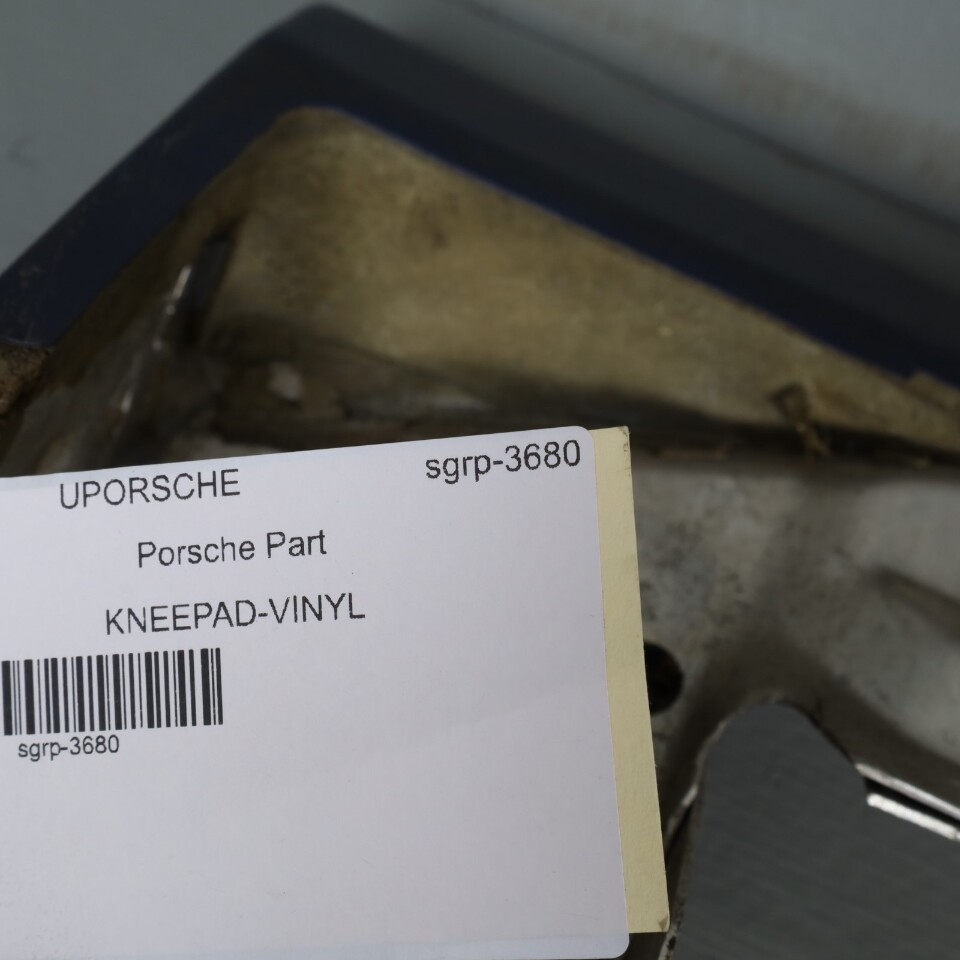 UPORSCHE
sgrp-3680
Porsche Part
KNEEPAD-VINYL
sgrp-3680